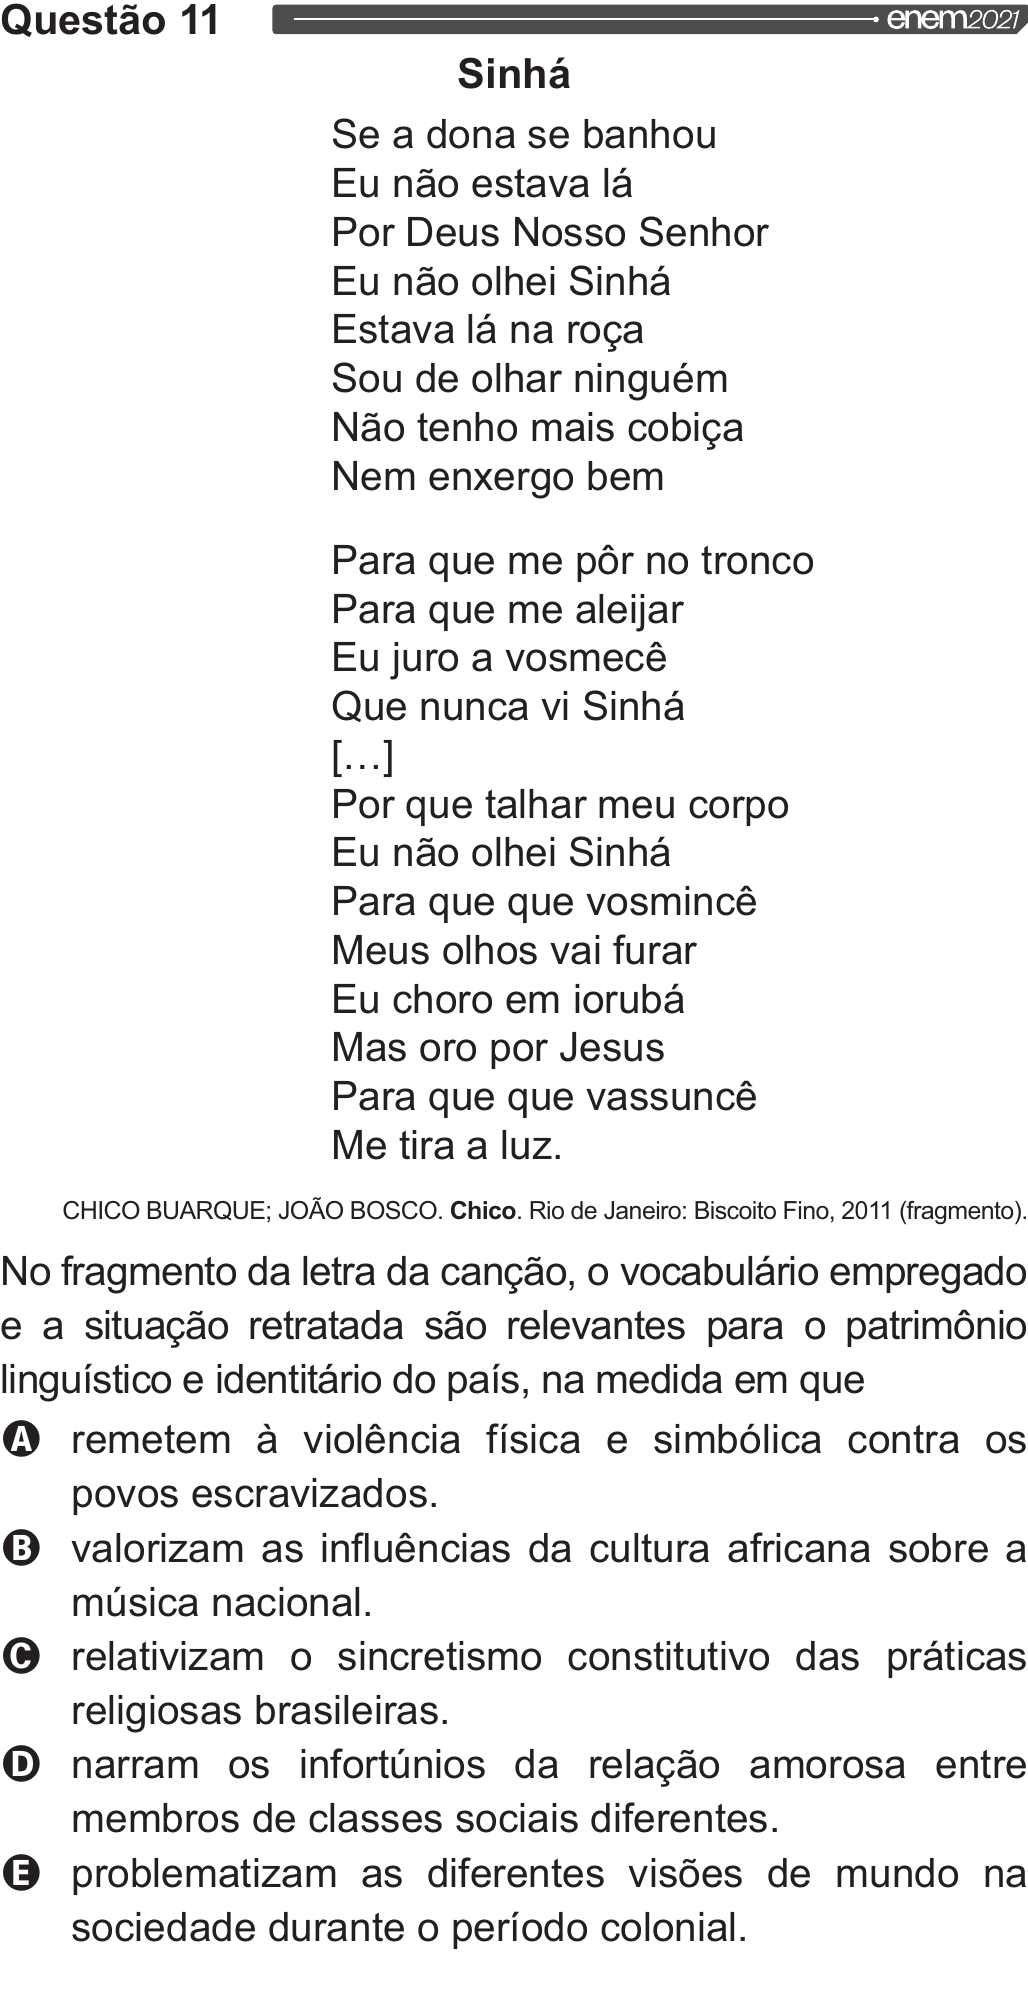 Questão 11
enem2021
Sinhá
Se a dona se banhou
Eu não estava lá
Por Deus Nosso Senhor
Eu não olhei Sinhá
Estava lá na roça
Sou de olhar ninguém
Não tenho mais cobiça
Nem enxergo bem
Para que me pôr no tronco
Para que me aleijar
Eu juro a vosmecê
Que nunca vi Sinhá
[…]
Por que talhar meu corpo
Eu não olhei Sinhá
Para que que vosmincê
Meus olhos vai furar
Eu choro em iorubá
Mas oro por Jesus
Para que que vassuncê
Me tira a luz.
CHICO BUARQUE; JOÃO BOSCO. Chico. Rio de Janeiro: Biscoito Fino, 2011 (fragmento).
No fragmento da letra da canção, o vocabulário empregado
e a situação retratada são relevantes para o patrimônio
linguístico e identitário do país, na medida em que
A remetem à violência física e simbólica contra os
povos escravizados.
B valorizam as influências da cultura africana sobre a
música nacional.
C relativizam o sincretismo constitutivo das práticas
religiosas brasileiras.
D narram os infortúnios da relação amorosa entre
membros de classes sociais diferentes.
E problematizam as diferentes visões de mundo na
sociedade durante o período colonial.